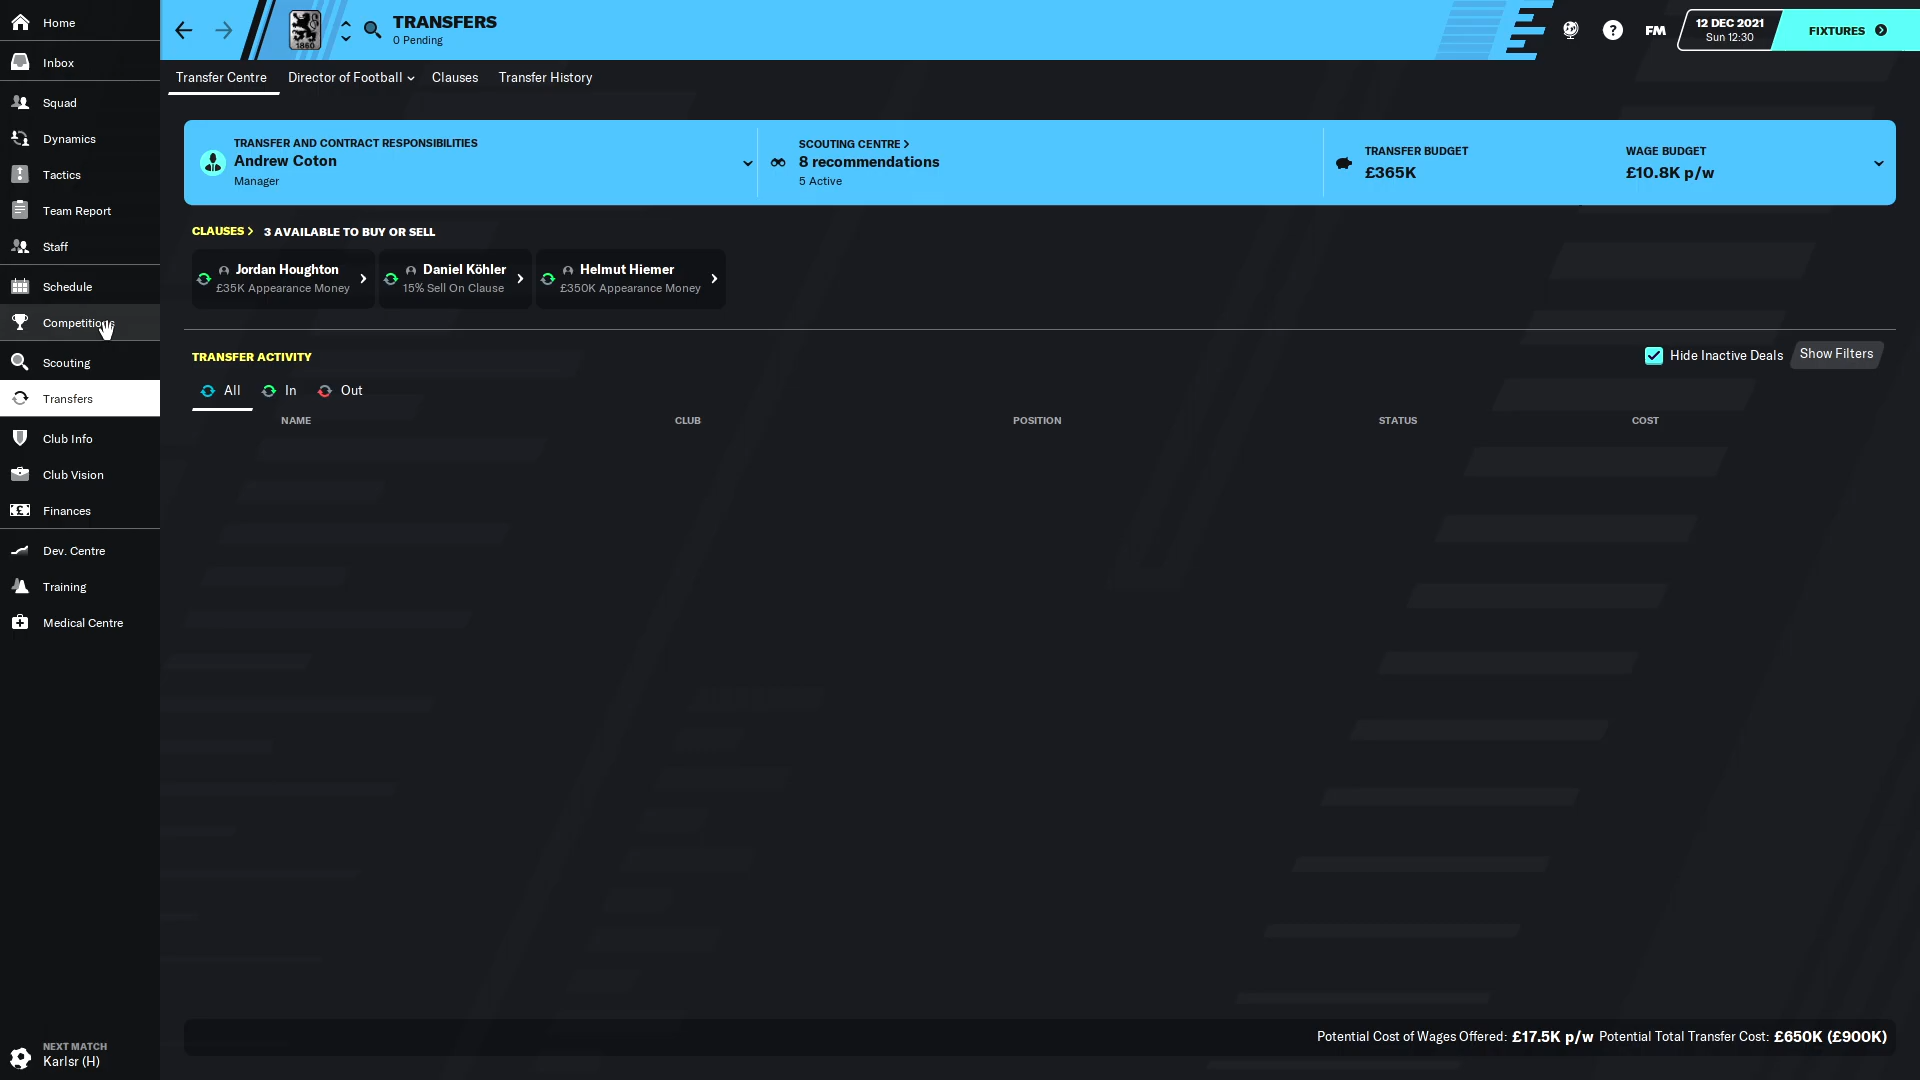 Home
Inbox
Squad
Dynamics
Tactics
Team Report
Staff
Schedule
Competitions
Scouting
Transfers
Club Info
Club Vision
Finances
Dev. Centre
Training
Medical Centre
NEXT MATCH
Karlsr (H)
1860
TRANSFERS
0 Pending
?
FM
12 DEC 2021
Sun 12:30
FIXTURES
Transfer Centre Director of Football Clauses Transfer History
TRANSFER AND CONTRACT RESPONSIBILITIES
Andrew Coton
Manager
SCOUTING CENTRE >
8 recommendations
5 Active
TRANSFER BUDGET
£365K
WAGE BUDGET
£10.8K p/w
CLAUSES > 3 AVAILABLE TO BUY OR SELL
Jordan Houghton
£35K Appearance Money
Daniel Köhler
15% Sell On Clause
Helmut Hiemer
£350K Appearance Money
TRANSFER ACTIVITY
Hide Inactive Deals Show Filters
All In Out
NAME CLUB POSITION STATUS COST
Potential Cost of Wages Offered: £17.5K p/w Potential Total Transfer Cost: £650K (£900K)